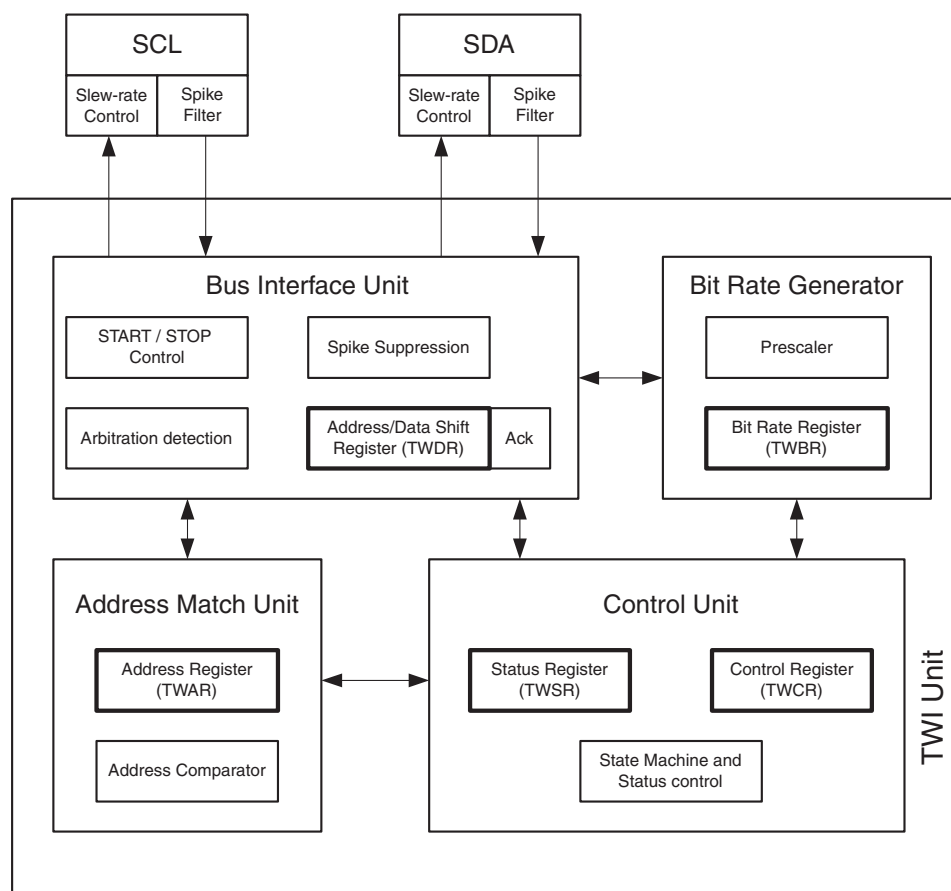 SCL
SDA
Slew-rate
Control
Spike
Filter
Slew-rate
Control
Spike
Filter
Bus Interface Unit
START / STOP
Control
Spike Suppression
Arbitration detection
Address/Data Shift
Register (TWDR)
Ack
Bit Rate Generator
Prescaler
Bit Rate Register
(TWBR)
Address Match Unit
Address Register
(TWAR)
Address Comparator
Control Unit
Status Register
(TWSR)
Control Register
(TWCR)
State Machine and
Status control
TWI Unit